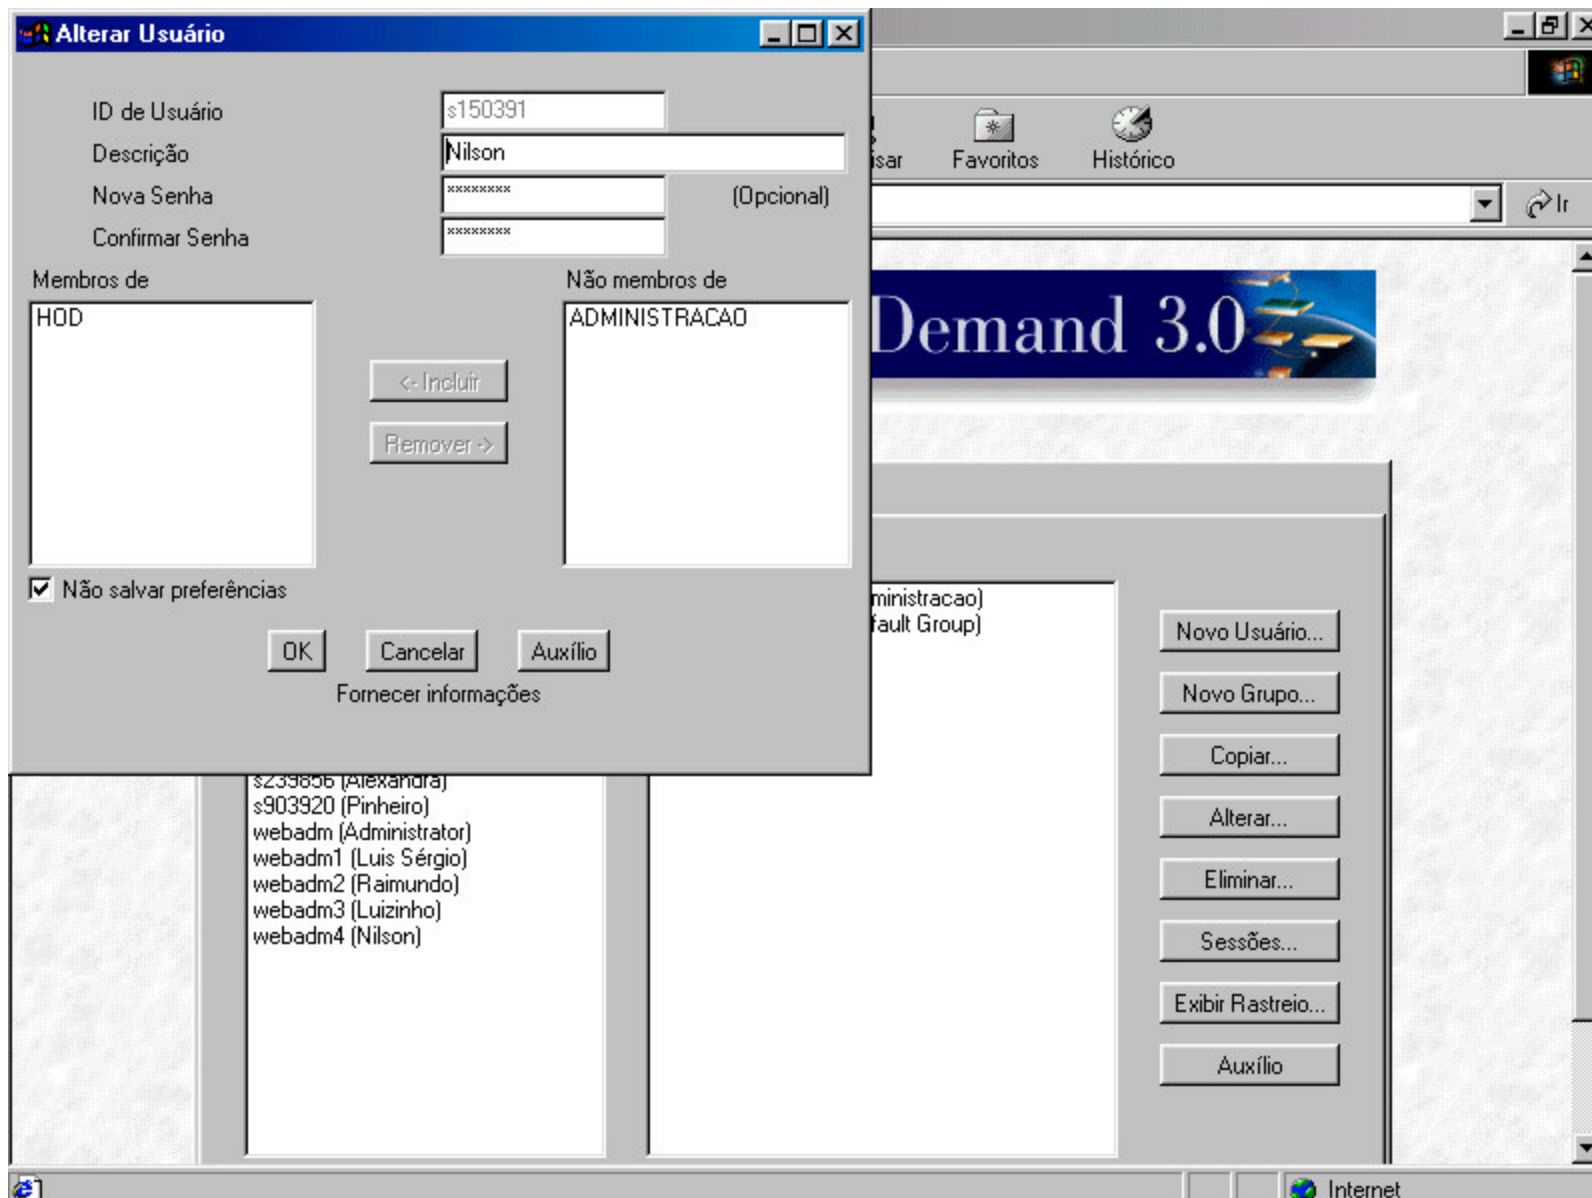 Alterar Usuário
ID de Usuário s150391
Descrição Nilson
Nova Senha ******** (Opcional)
Confirmar Senha ********
Membros de
HOD
<- Incluir
Remover ->
Não membros de
ADMINISTRACAO
Não salvar preferências
OK Cancelar Auxílio
Fornecer informações
isar Favoritos Histórico
Ir
Demand 3.0
ministracao)
fault Group)
s239856 (Alexandra)
s903920 (Pinheiro)
webadm (Administrator)
webadm1 (Luis Sérgio)
webadm2 (Raimundo)
webadm3 (Luizinho)
webadm4 (Nilson)
Novo Usuário...
Novo Grupo...
Copiar...
Alterar...
Eliminar...
Sessões...
Exibir Rastreio...
Auxílio
Internet